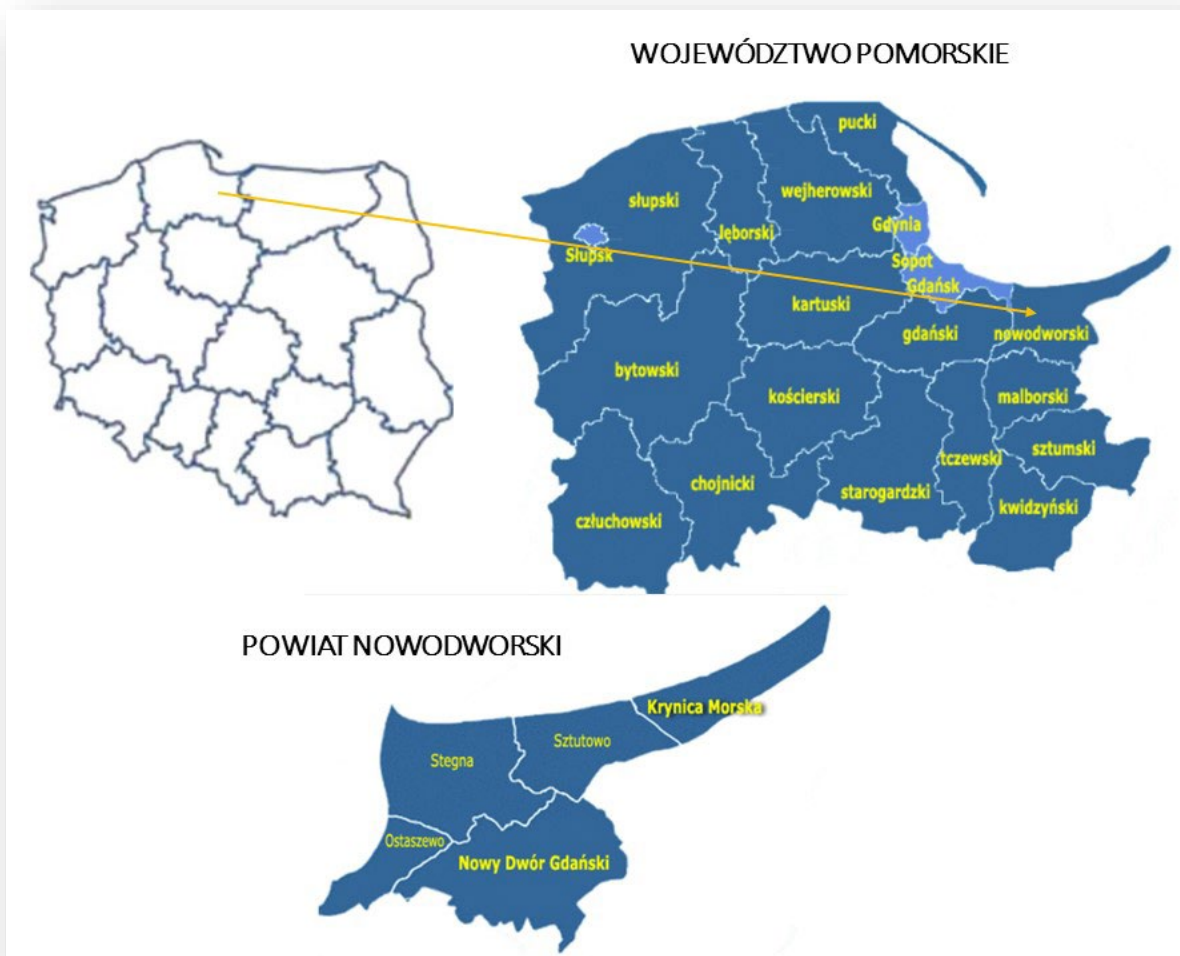 WOJEWÓDZTWO POMORSKIE
pucki
wejherowski
słupski
Gdynia
lęborski
Słupsk
Sopot
Gdańsk
kartuski
gdański
nowodworski
bytowski
kościerski
malborski
sztumski
tczewski
chojnicki
starogardzki
kwidzyński
człuchowski
POWIAT NOWODWORSKI
Krynica Morska
Sztutowo
Stegna
Ostaszewo
Nowy Dwór Gdański